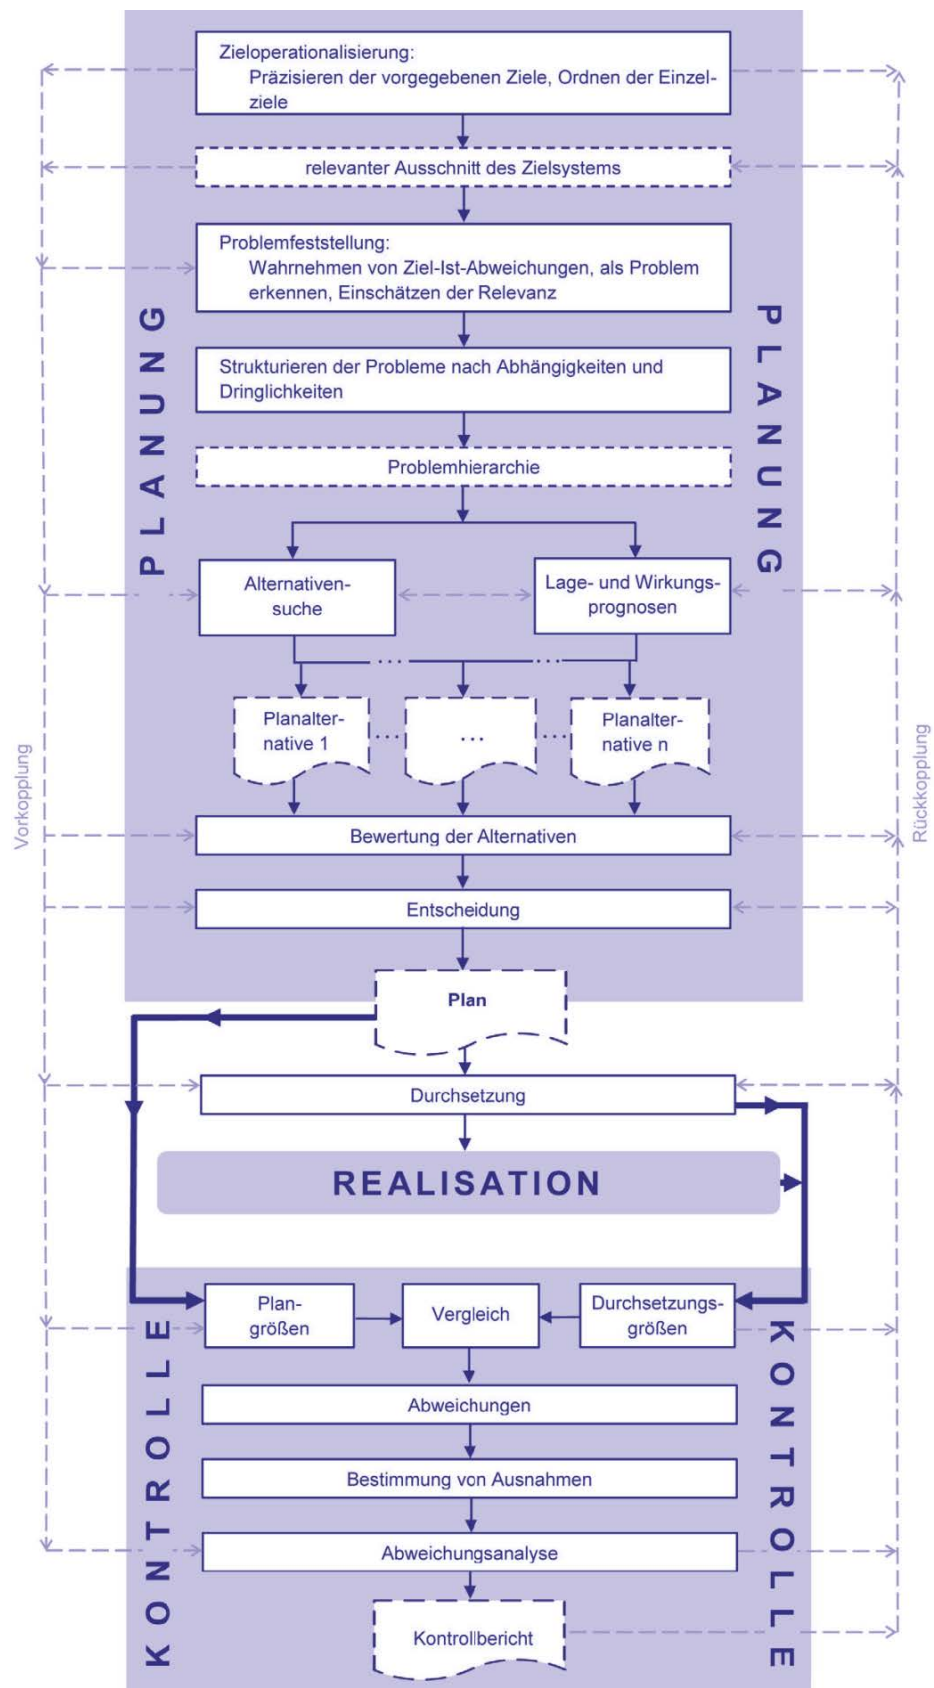 Zieloperationalisierung:
Präzisieren der vorgegebenen Ziele, Ordnen der Einzel-
ziele
relevanter Ausschnitt des Zielsystems
Problemfeststellung:
Wahrnehmen von Ziel-Ist-Abweichungen, als Problem
erkennen, Einschätzen der Relevanz
PLANUNG
PLANUNG
Strukturieren der Probleme nach Abhängigkeiten und
Dringlichkeiten
Problemhierarchie
Alternativen-
suche
Lage- und Wirkungs-
prognosen
... ...
Planalter-
native 1
...
...
...
Planalter-
native n
Vorkopplung
Rückkopplung
Bewertung der Alternativen
Entscheidung
Plan
Durchsetzung
REALISATION
KONTROLLE
KONTROLLE
Plan-
größen
Vergleich
Durchsetzungs-
größen
Abweichungen
Bestimmung von Ausnahmen
Abweichungsanalyse
Kontrollbericht